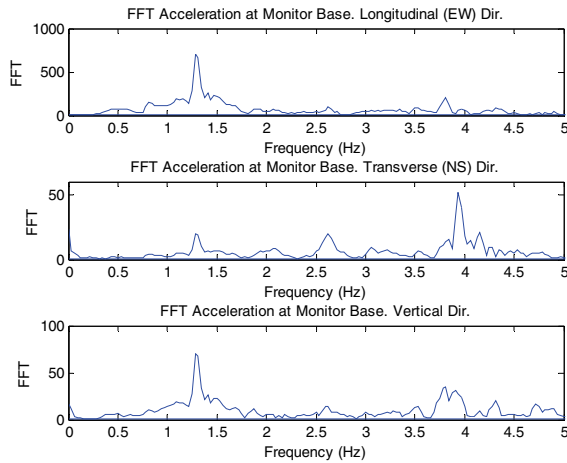 FFT Acceleration at Monitor Base. Longitudinal (EW) Dir.
1000
500
0
FFT
0 0.5 1 1.5 2 2.5 3 3.5 4 4.5 5
Frequency (Hz)
FFT Acceleration at Monitor Base. Transverse (NS) Dir.
50
0
FFT
0 0.5 1 1.5 2 2.5 3 3.5 4 4.5 5
Frequency (Hz)
FFT Acceleration at Monitor Base. Vertical Dir.
100
50
0
FFT
0 0.5 1 1.5 2 2.5 3 3.5 4 4.5 5
Frequency (Hz)